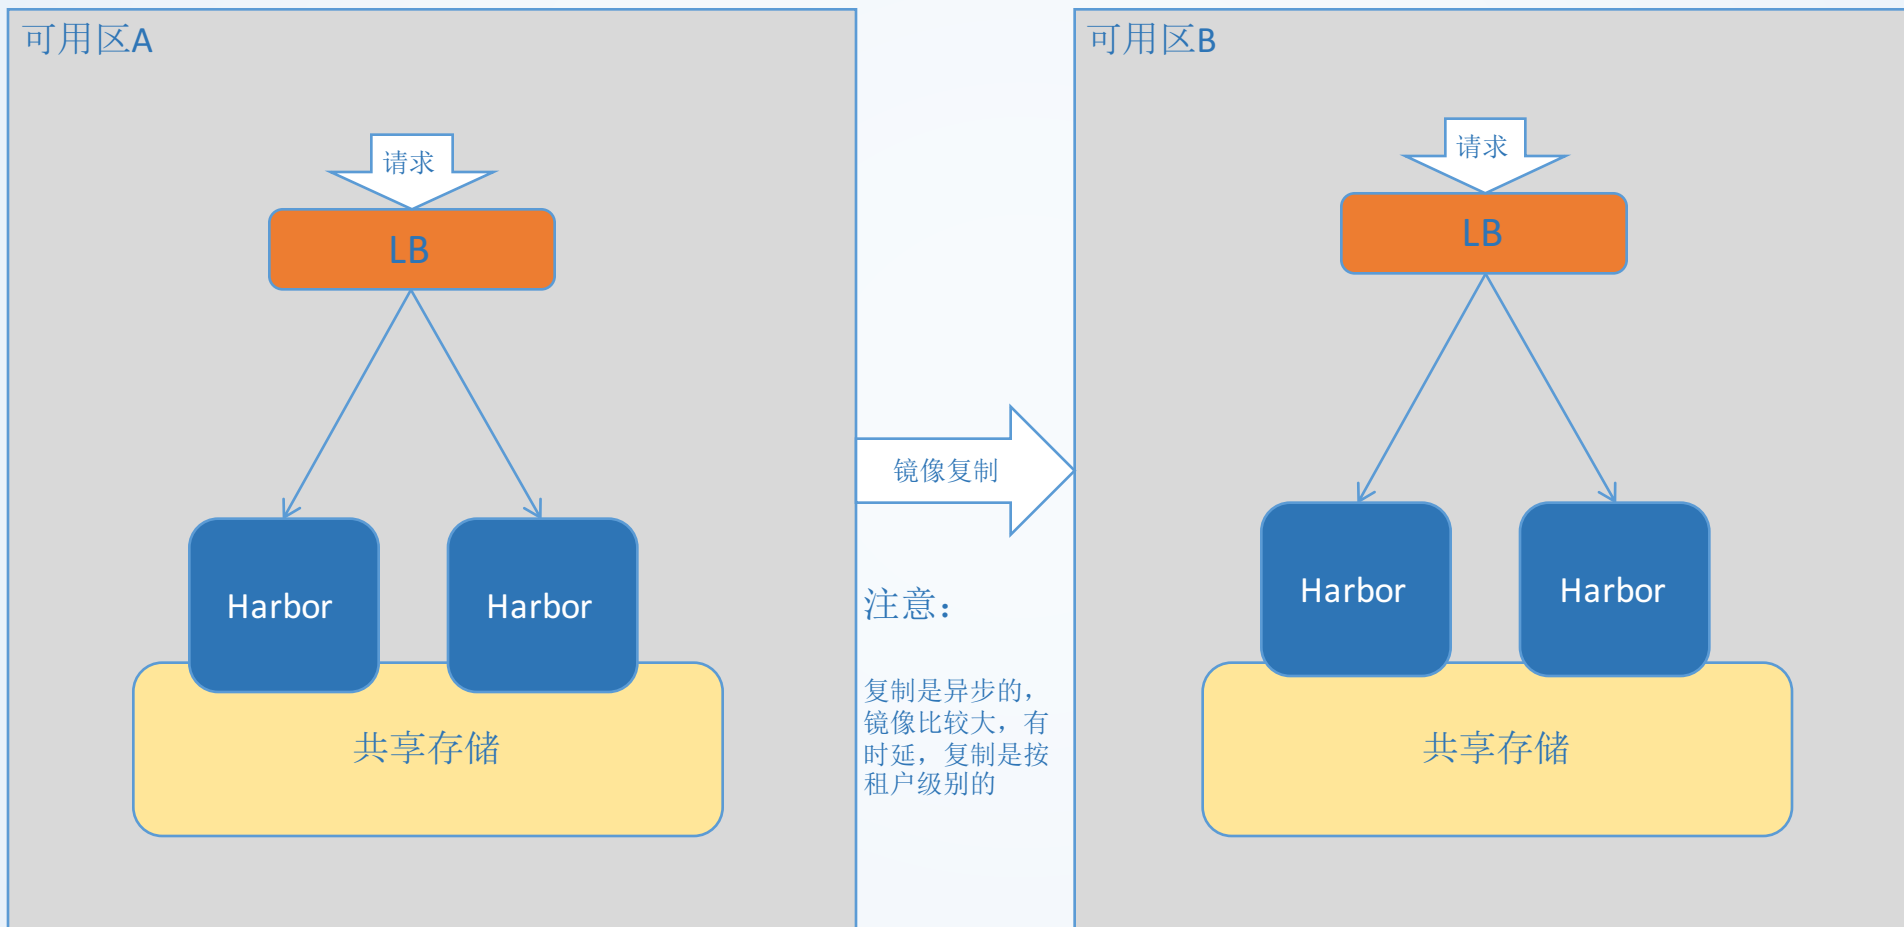 可用区A
请求
LB
Harbor
Harbor
共享存储
镜像复制
注意：
复制是异步的，
镜像比较大，有
时延，复制是按
租户级别的
可用区B
请求
LB
Harbor
Harbor
共享存储